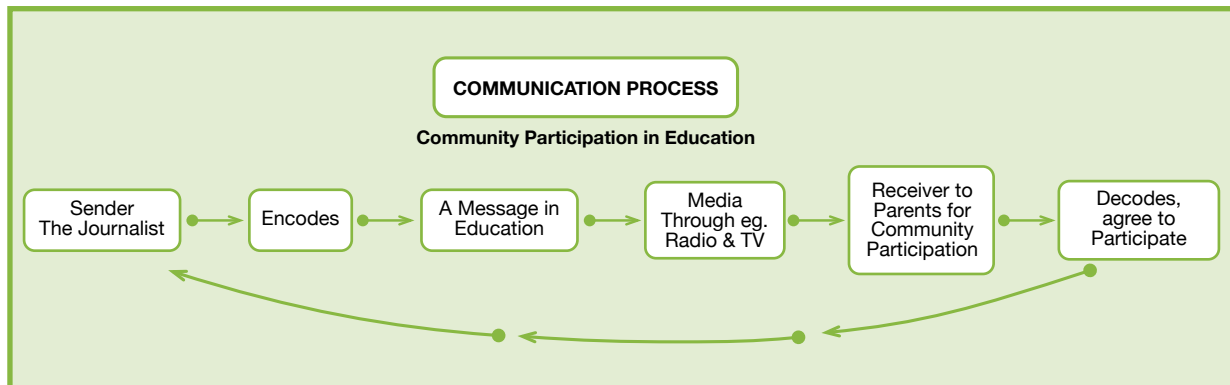 COMMUNICATION PROCESS
Community Participation in Education
Sender
The Journalist
Encodes
A Message in
Education
Media
Through eg.
Radio & TV
Receiver to
Parents for
Community
Participation
Decodes,
agree to
Participate